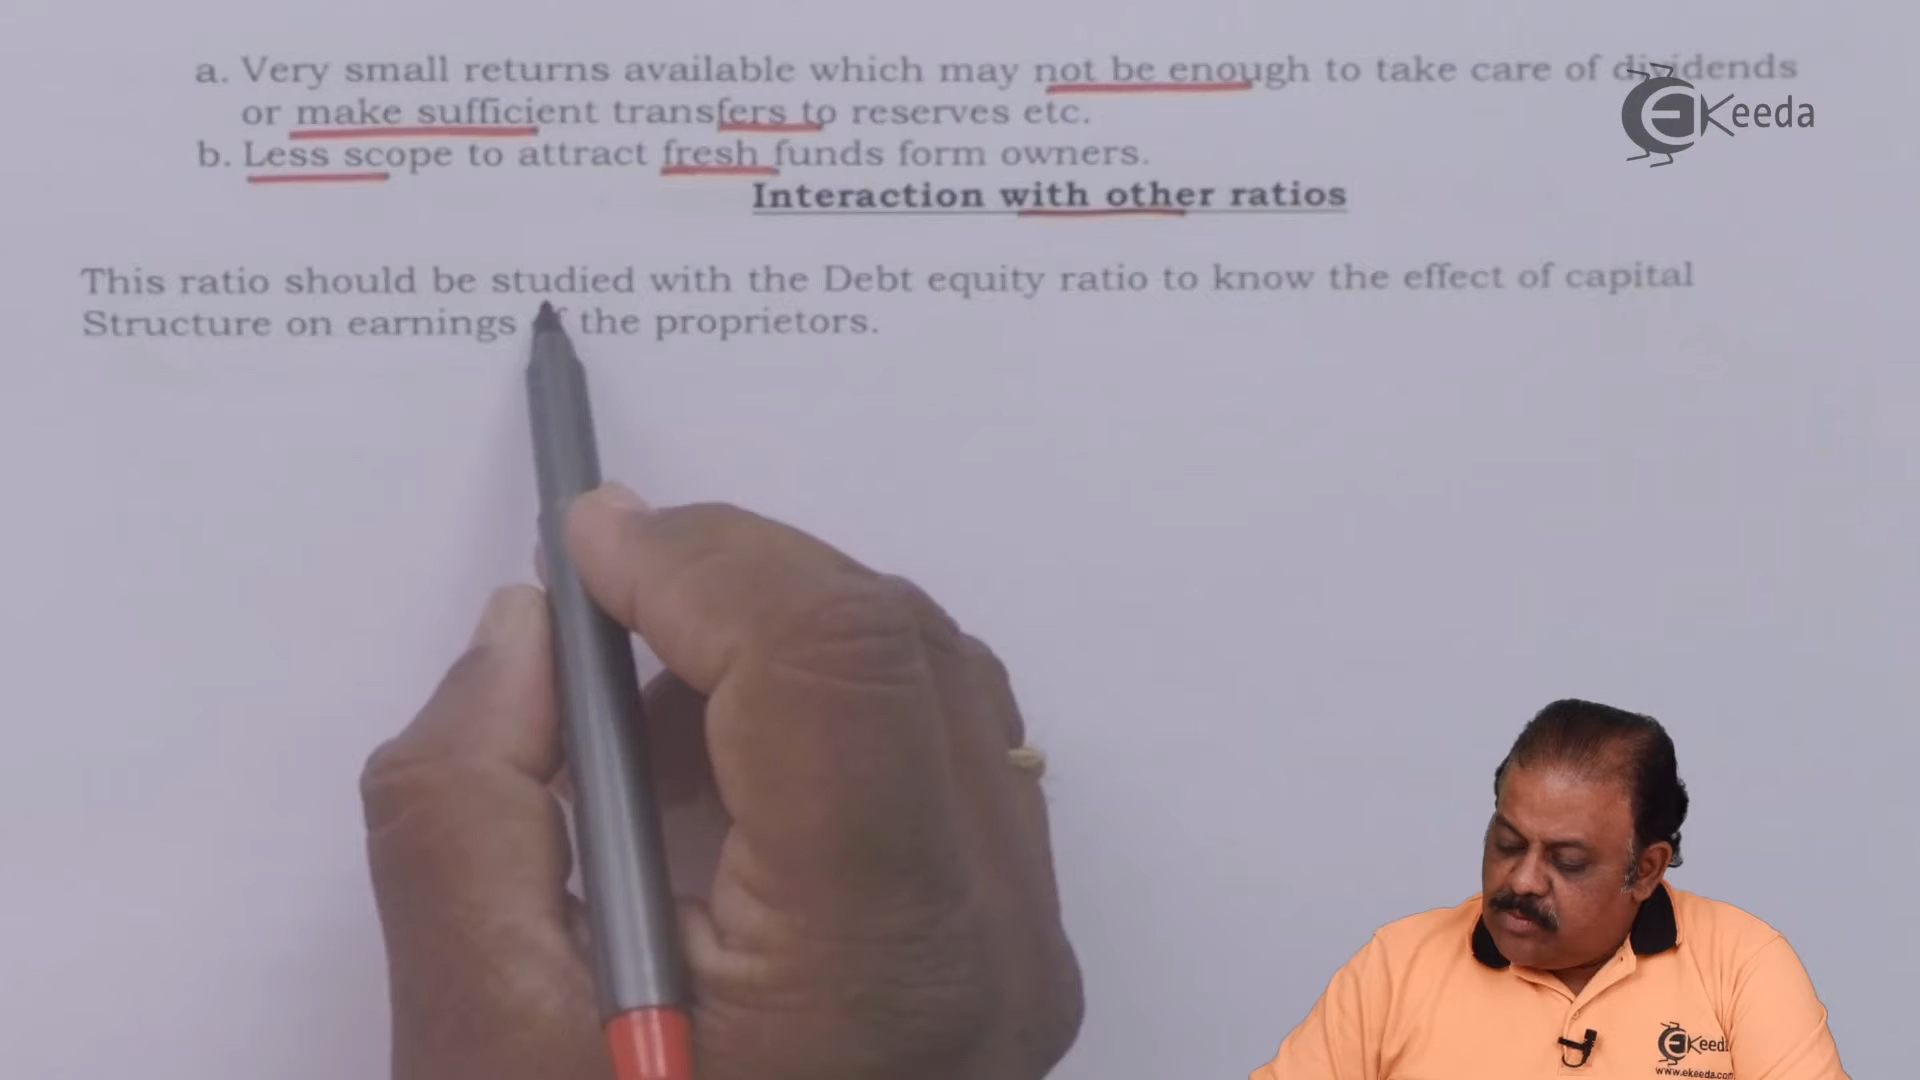 a. Very small returns available which may not be enough to take care of dividends
or make sufficient transfers to reserves etc.
b. Less scope to attract fresh funds form owners.
Interaction with other ratios
This ratio should be studied with the Debt equity ratio to know the effect of capital
Structure on earnings of the proprietors.
EKeeda
EKeeda
www.ekeeda.com